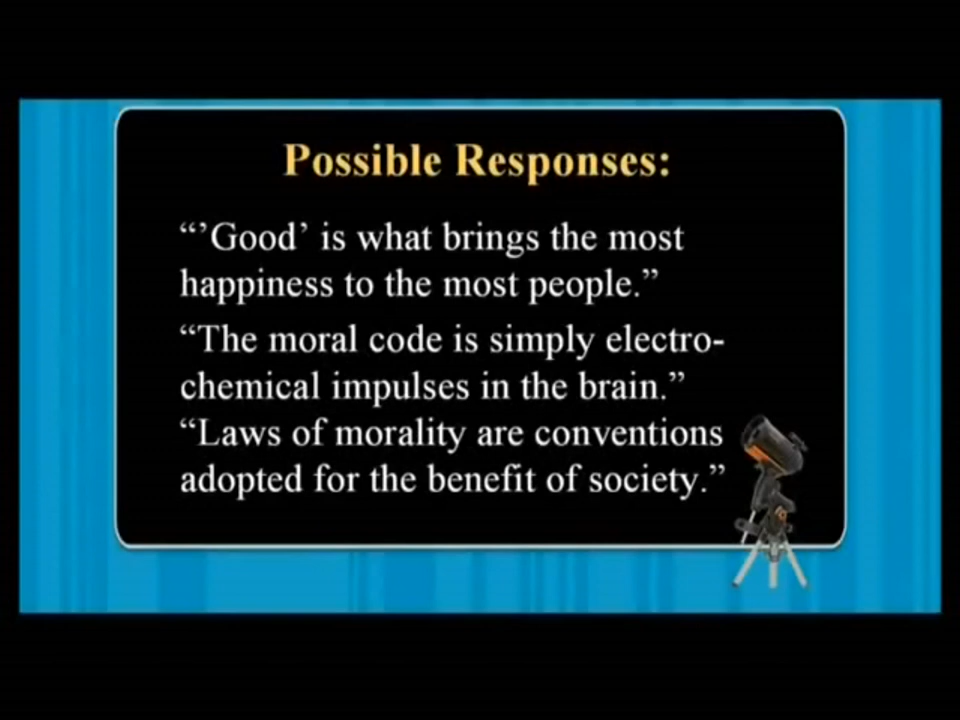 Possible Responses:
“’Good’ is what brings the most
happiness to the most people.”
“The moral code is simply electro-
chemical impulses in the brain.”
“Laws of morality are conventions
adopted for the benefit of society.”